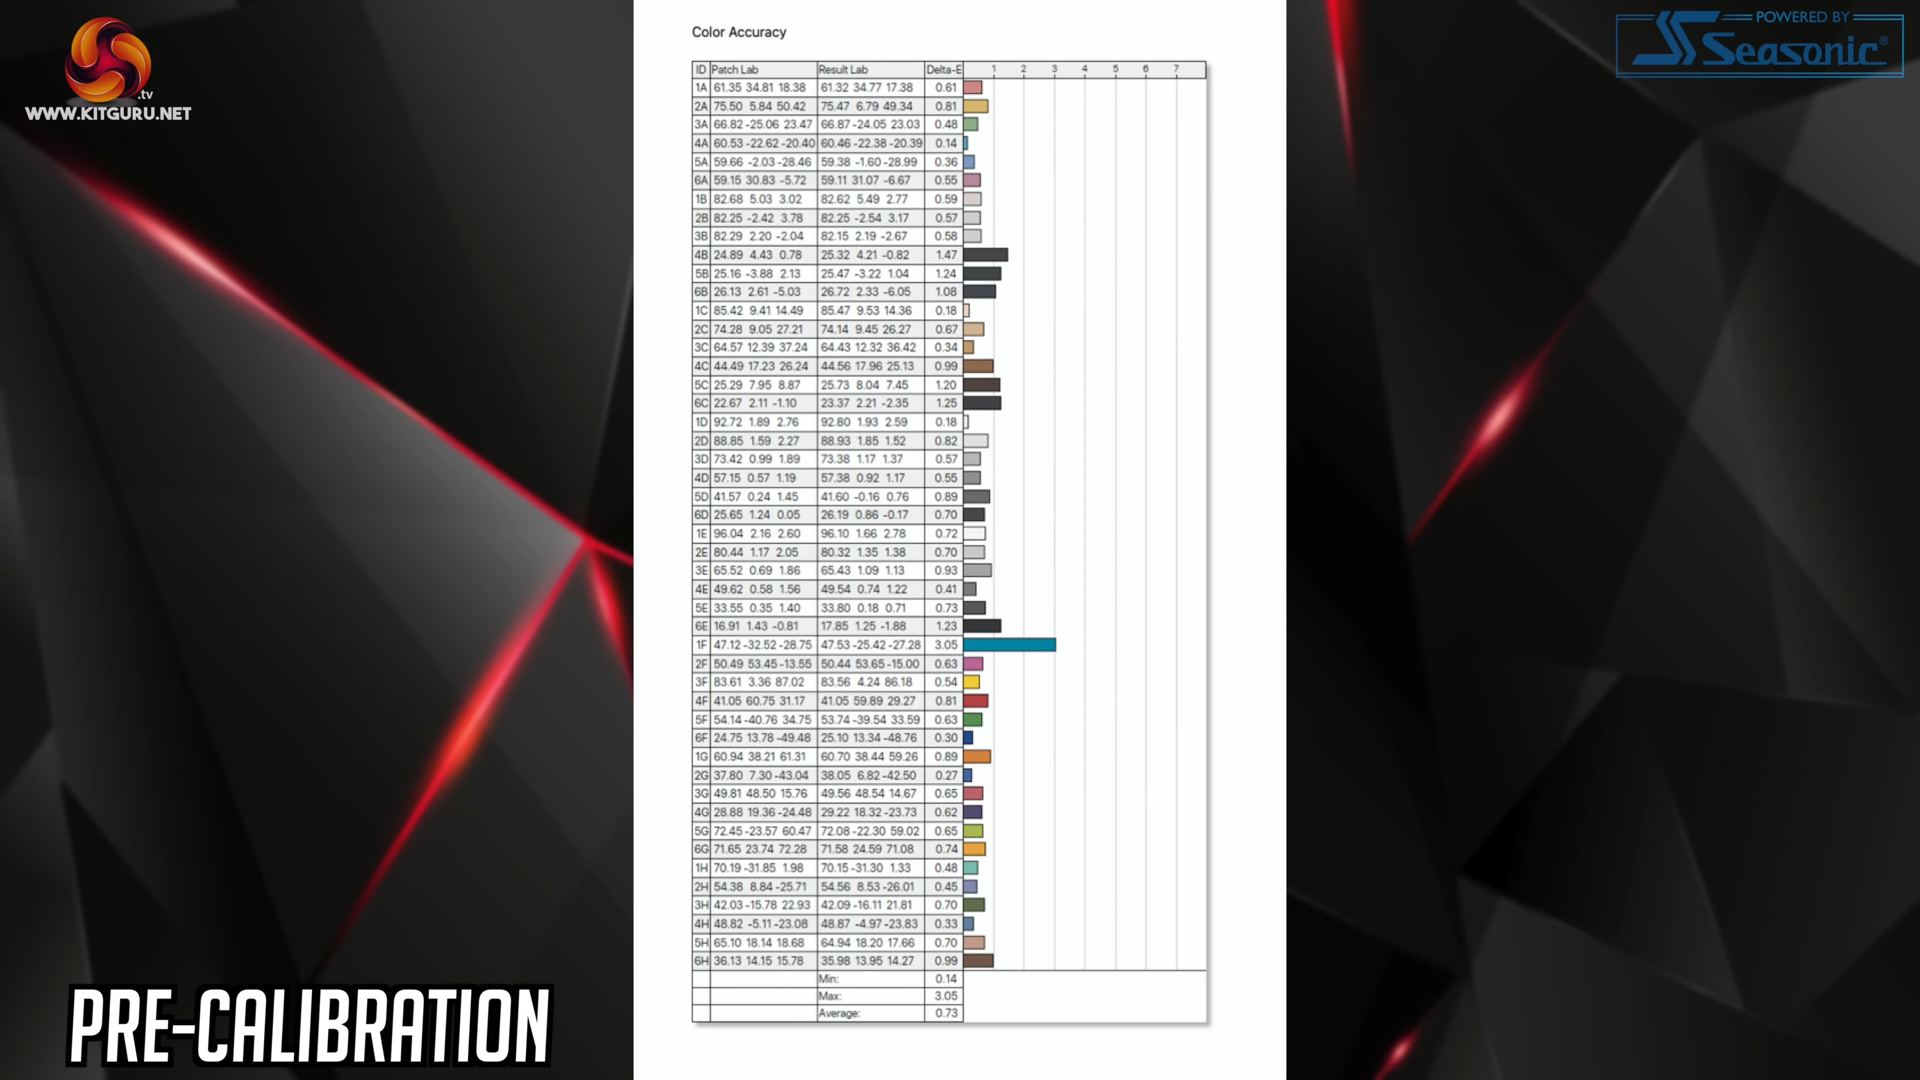 .tv
WWW.KITGURU.NET
POWERED BY
Seasonic®
Color Accuracy
ID Patch Lab Result Lab Delta-E 1 2 3 4 5 6 7
1A 61.35 34.81 18.38 61.32 34.77 17.38 0.61
2A 75.50 5.84 50.42 75.47 6.79 49.34 0.81
3A 66.82 -25.06 23.47 66.87 -24.05 23.03 0.48
4A 60.53 -22.62 -20.40 60.46 -22.38 -20.39 0.14
5A 59.66 -2.03 -28.46 59.38 -1.60 -28.99 0.36
6A 59.15 30.83 -5.72 59.11 31.07 -6.67 0.55
1B 82.68 5.03 3.02 82.62 5.49 2.77 0.59
2B 82.25 -2.42 3.78 82.25 -2.54 3.17 0.57
3B 82.29 2.20 -2.04 82.15 2.19 -2.67 0.58
4B 24.89 4.43 0.78 25.32 4.21 -0.82 1.47
5B 25.16 -3.88 2.13 25.47 -3.22 1.04 1.24
6B 26.13 2.61 -5.03 26.72 2.33 -6.05 1.08
1C 85.42 9.41 14.49 85.47 9.53 14.36 0.18
2C 74.28 9.05 27.21 74.14 9.45 26.27 0.67
3C 64.57 12.39 37.24 64.43 12.32 36.42 0.34
4C 44.49 17.23 26.24 44.56 17.96 25.13 0.99
5C 25.29 7.95 8.87 25.73 8.04 7.45 1.20
6C 22.67 2.11 -1.10 23.37 2.21 -2.35 1.25
1D 92.72 1.89 2.76 92.80 1.93 2.59 0.18
2D 88.85 1.59 2.27 88.93 1.85 1.52 0.82
3D 73.42 0.99 1.89 73.38 1.17 1.37 0.57
4D 57.15 0.57 1.19 57.38 0.92 1.17 0.55
5D 41.57 0.24 1.45 41.60 -0.16 0.76 0.89
6D 25.65 1.24 0.05 26.19 0.86 -0.17 0.70
1E 96.04 2.16 2.60 96.10 1.66 2.78 0.72
2E 80.44 1.17 2.05 80.32 1.35 1.38 0.70
3E 65.52 0.69 1.86 65.43 1.09 1.13 0.93
4E 49.62 0.58 1.56 49.54 0.74 1.22 0.41
5E 33.55 0.35 1.40 33.80 0.18 0.71 0.73
6E 16.91 1.43 -0.81 17.85 1.25 -1.88 1.23
1F 47.12 -32.52 -28.75 47.53 -25.42 -27.28 3.05
2F 50.49 53.45 -13.55 50.44 53.65 -15.00 0.63
3F 83.61 3.36 87.02 83.56 4.24 86.18 0.54
4F 41.05 60.75 31.17 41.05 59.89 29.27 0.81
5F 54.14 -40.76 34.75 53.74 -39.54 33.59 0.63
6F 24.75 13.78 -49.48 25.10 13.34 -48.76 0.30
1G 60.94 38.21 61.31 60.70 38.44 59.26 0.89
2G 37.80 7.30 -43.04 38.05 6.82 -42.50 0.27
3G 49.81 48.50 15.76 49.56 48.54 14.67 0.65
4G 28.88 19.36 -24.48 29.22 18.32 -23.73 0.62
5G 72.45 -23.57 60.47 72.08 -22.30 59.02 0.65
6G 71.65 23.74 72.28 71.58 24.59 71.08 0.74
1H 70.19 -31.85 1.98 70.15 -31.30 1.33 0.48
2H 54.38 8.84 -25.71 54.56 8.53 -26.01 0.45
3H 42.03 -15.78 22.93 42.09 -16.11 21.81 0.70
4H 48.82 -5.11 -23.08 48.87 -4.97 -23.83 0.33
5H 65.10 18.14 18.68 64.94 18.20 17.66 0.70
6H 36.13 14.15 15.78 35.98 13.95 14.27 0.99
Min: 0.14
Max: 3.05
Average: 0.73
PRE-CALIBRATION